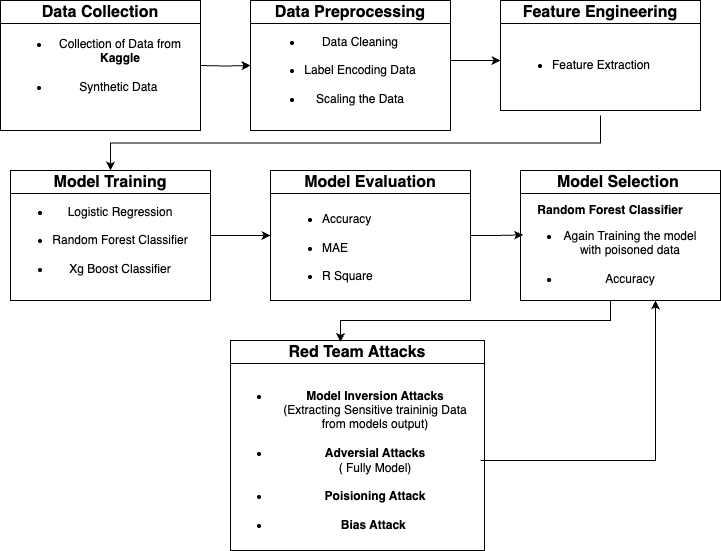 Data Collection
Collection of Data from
Kaggle
Synthetic Data
Data Preprocessing
Data Cleaning
Label Encoding Data
Scaling the Data
Feature Engineering
Feature Extraction
Model Training
Logistic Regression
Random Forest Classifier
Xg Boost Classifier
Model Evaluation
Accuracy
MAE
R Square
Model Selection
Random Forest Classifier
Again Training the model
with poisoned data
Accuracy
Red Team Attacks
Model Inversion Attacks
(Extracting Sensitive traininig Data
from models output)
Adversial Attacks
( Fully Model)
Poisioning Attack
Bias Attack